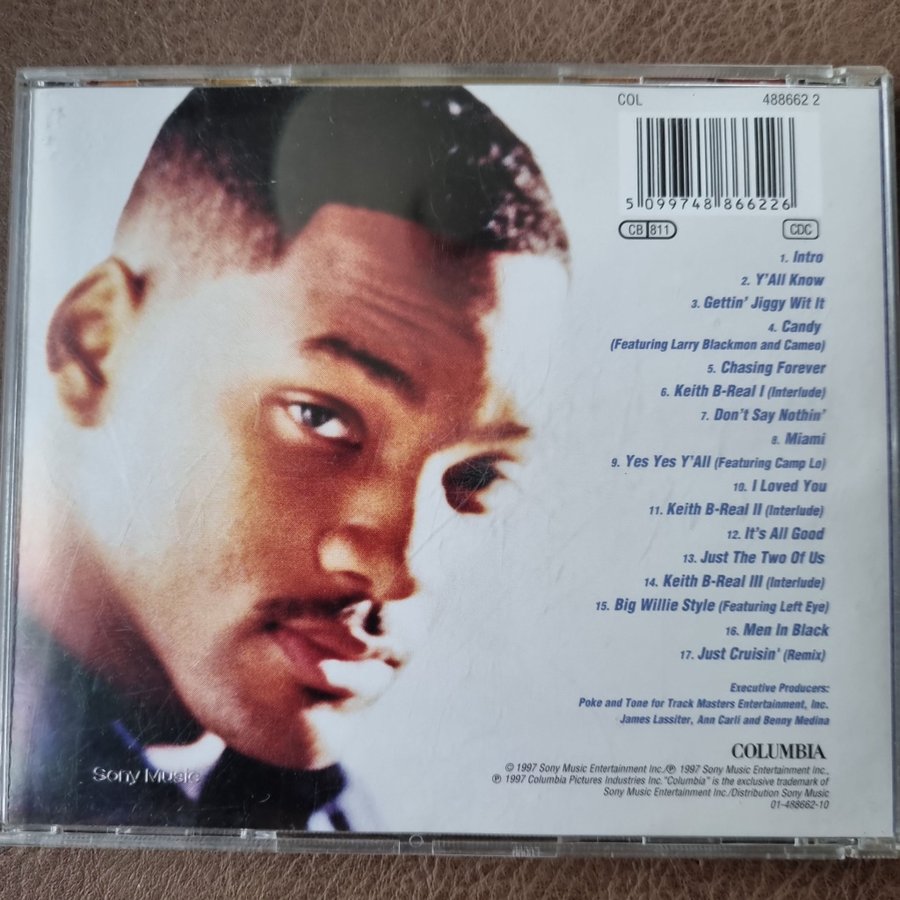 COL 488662 2
5 099748 866226
CB 811 CDC
1. Intro
2. Y'All Know
3. Gettin' Jiggy Wit It
4. Candy
(Featuring Larry Blackmon and Cameo)
5. Chasing Forever
6. Keith B-Real I (Interlude)
7. Don't Say Nothin'
8. Miami
9. Yes Yes Y'All (Featuring Camp Lo)
10. I Loved You
11. Keith B-Real II (Interlude)
12. It's All Good
13. Just The Two Of Us
14. Keith B-Real III (Interlude)
15. Big Willie Style (Featuring Left Eye)
16. Men In Black
17. Just Cruisin' (Remix)
Executive Producers:
Poke and Tone for Track Masters Entertainment, Inc.
James Lassiter, Ann Carli and Benny Medina
COLUMBIA
© 1997 Sony Music Entertainment Inc./℗ 1997 Sony Music Entertainment Inc.,
℗ 1997 Columbia Pictures Industries Inc."Columbia" is the exclusive trademark of
Sony Music Entertainment Inc./Distribution Sony Music
01-488662-10
Sony Music